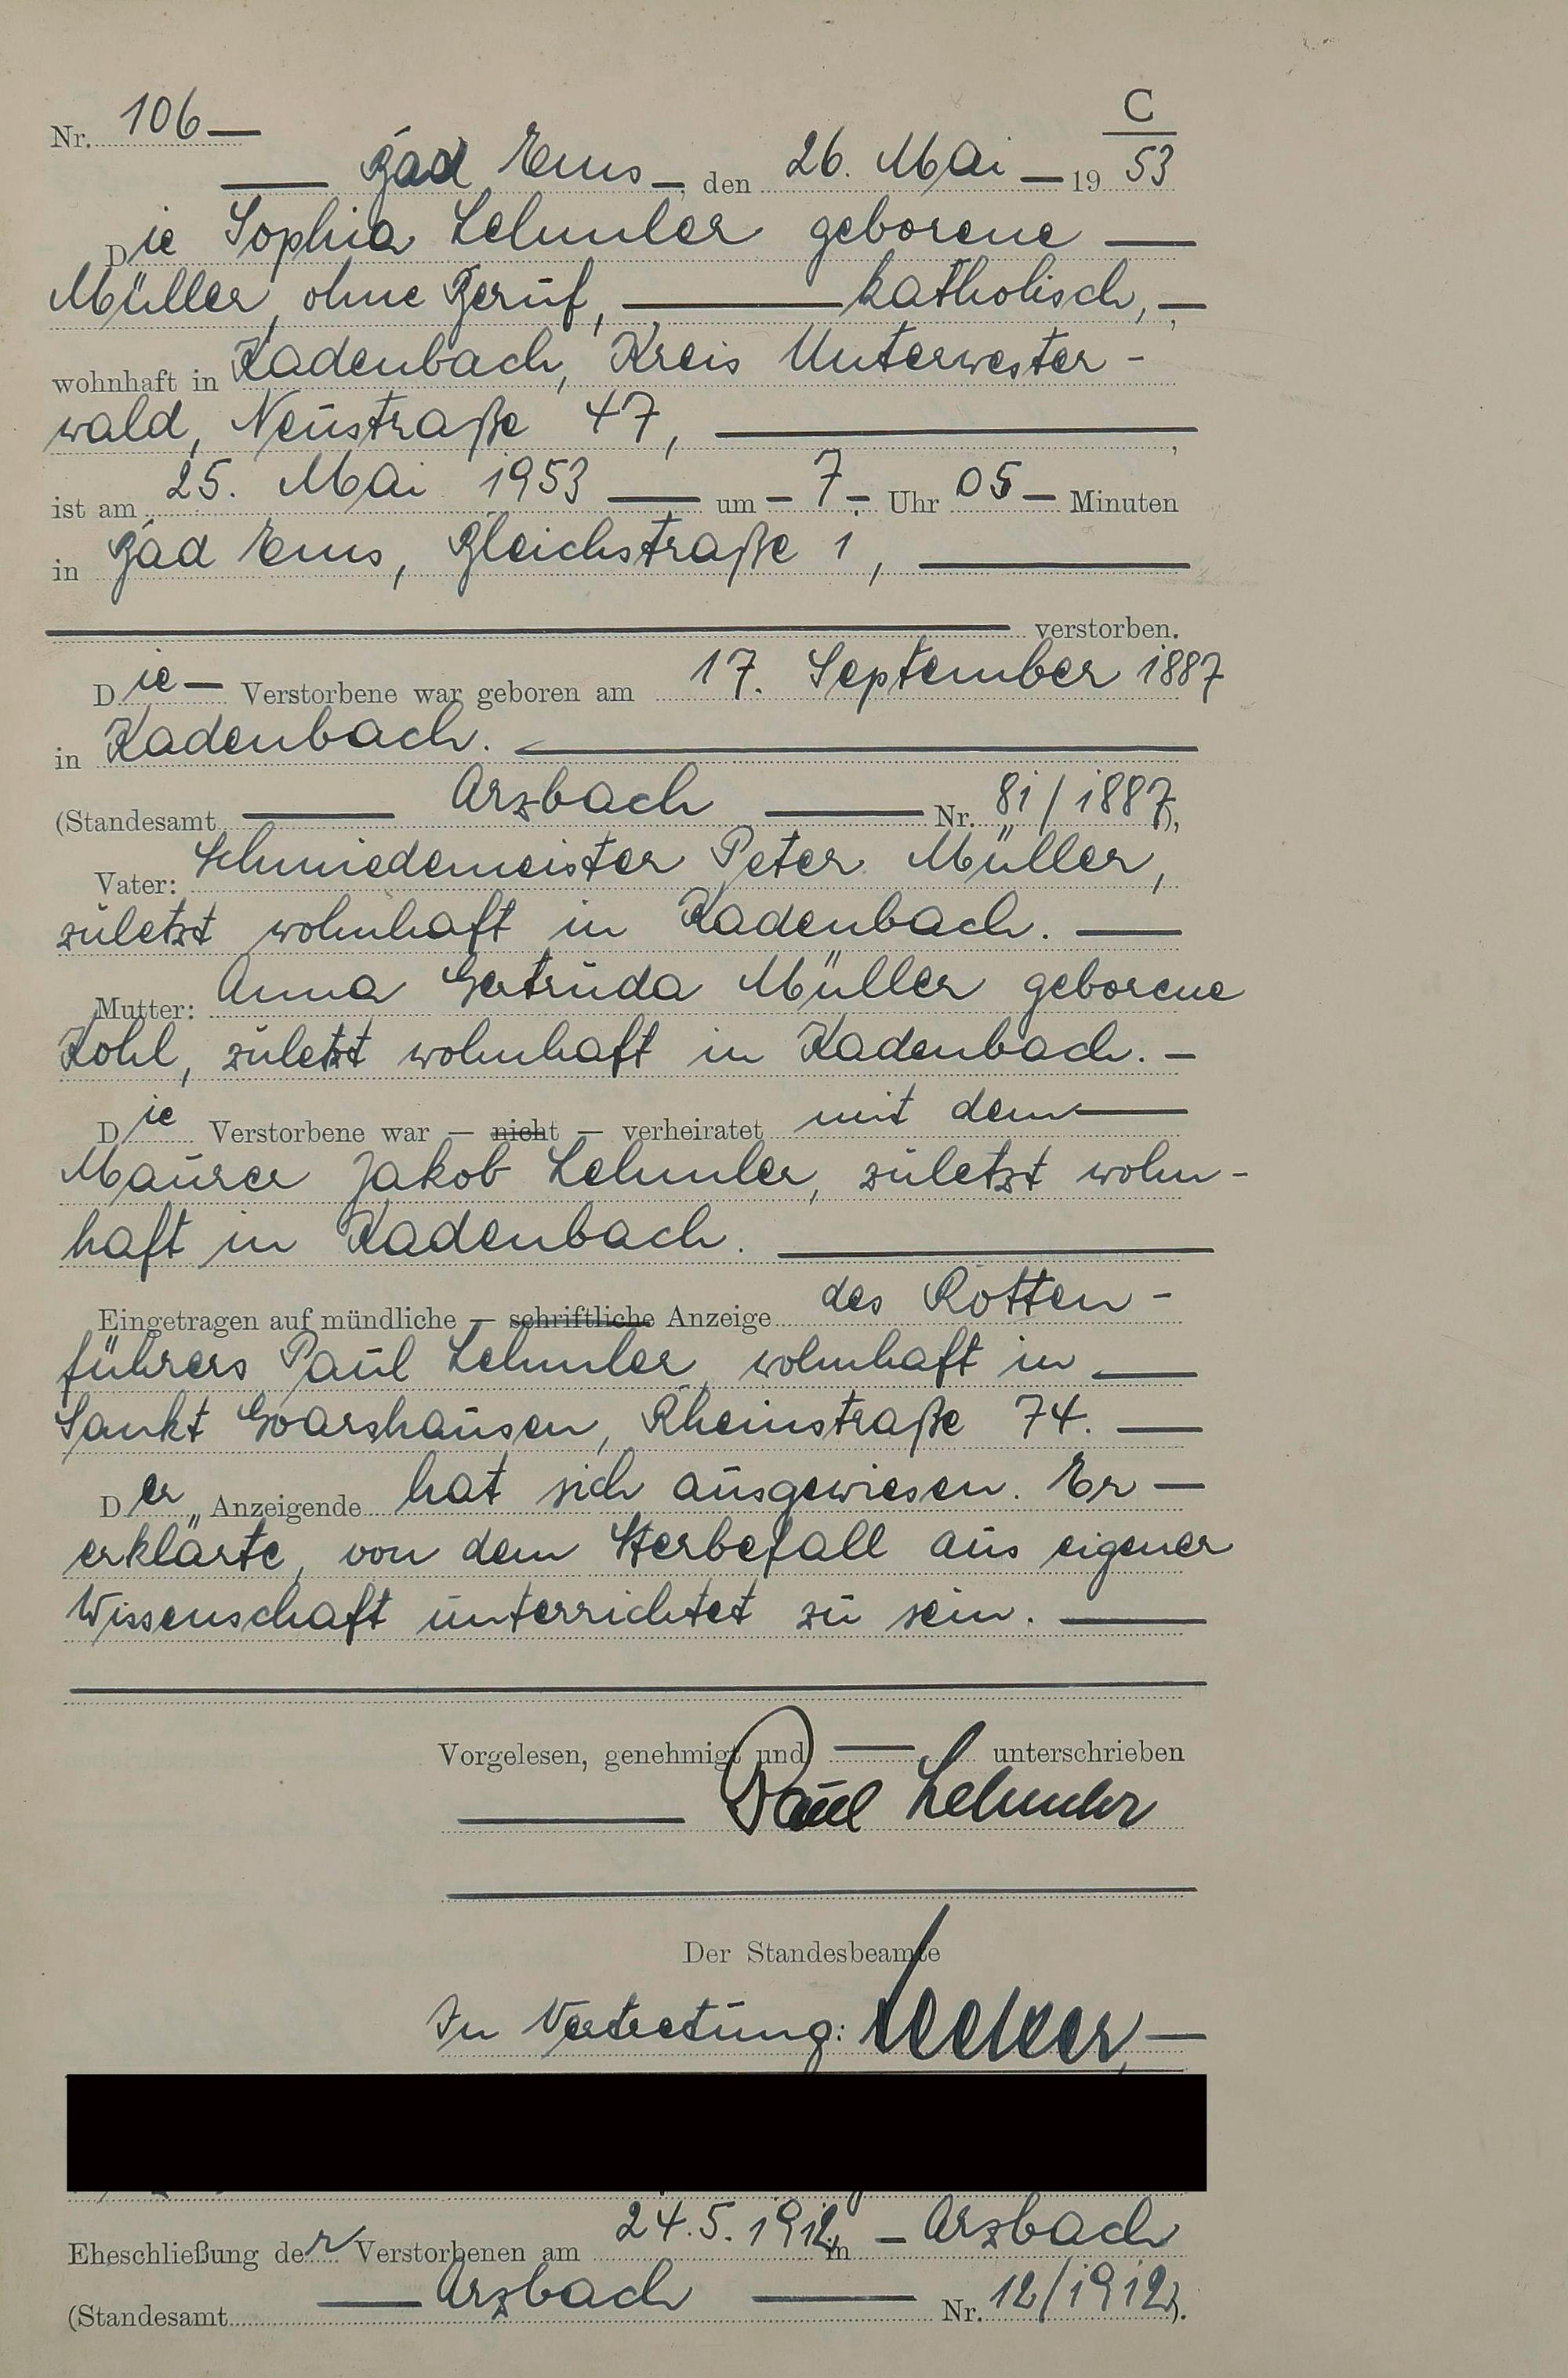 C
Nr. 106 —
— Bad Ems —, den 26. Mai — 19 53
Die Sophia Lehmler geborene —
Müller, ohne Beruf, — katholisch, —
wohnhaft in Kadenbach, Kreis Unterwester-
wald, Neustraße 47, —
ist am 25. Mai 1953 — um — 7 — Uhr 05 — Minuten
in Bad Ems, Bleichstraße 1, —
— verstorben.
Die — Verstorbene war geboren am 17. September 1887
in Kadenbach. —
(Standesamt — Arzbach — Nr. 81/1887),
Vater: Schmiedemeister Peter Müller,
zuletzt wohnhaft in Kadenbach. —
Mutter: Anna Gertruda Müller geborene
Kohl, zuletzt wohnhaft in Kadenbach. —
Die Verstorbene war — nicht — verheiratet mit dem —
Maurer Jakob Lehmler, zuletzt wohn-
haft in Kadenbach. —
Eingetragen auf mündliche — schriftliche Anzeige des Rotten-
führers Paul Lehmler, wohnhaft in —
Sankt Goarshausen, Rheinstraße 74. —
Der Anzeigende hat sich ausgewiesen. Er —
erklärte, von dem Sterbefall aus eigener
Wissenschaft unterrichtet zu sein. —
Vorgelesen, genehmigt und — unterschrieben
— Paul Lehmler
Der Standesbeamte
In Vertretung:
Eheschließung der Verstorbenen am 24.5.1912 in — Arzbach
(Standesamt — Arzbach — Nr. 12/1912).